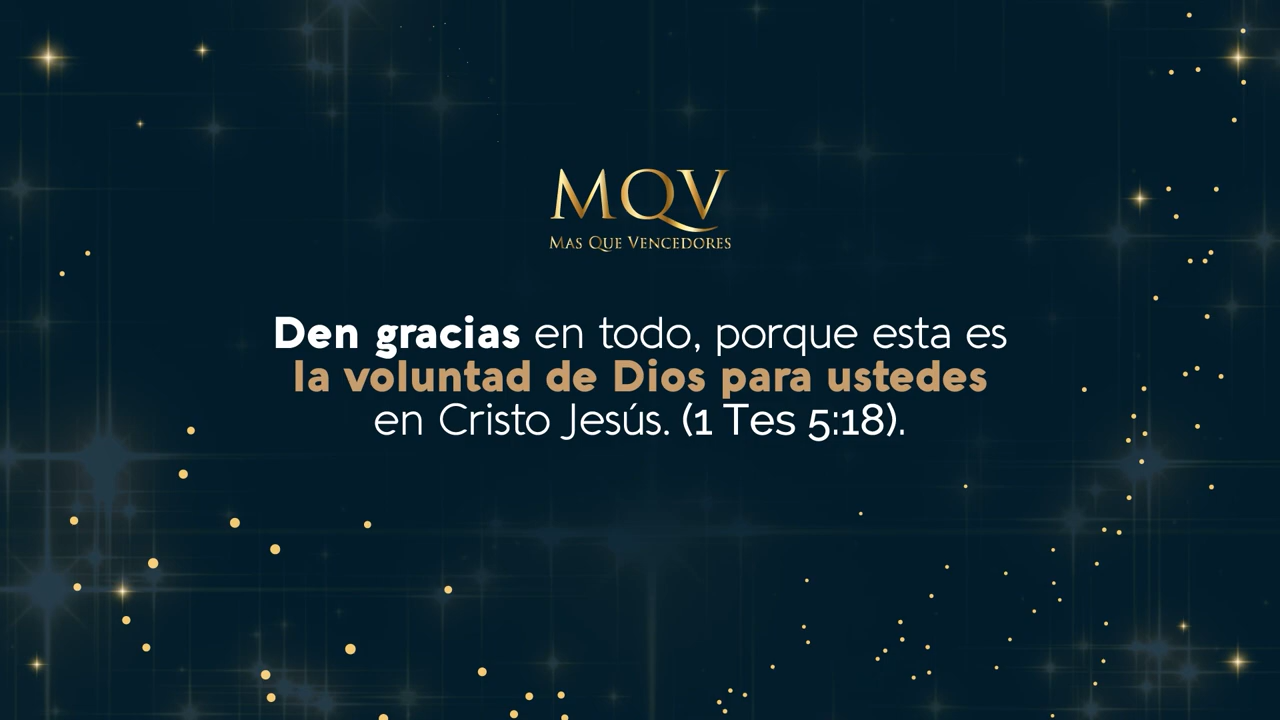 MQV
MAS QUE VENCEDORES
Den gracias en todo, porque esta es
la voluntad de Dios para ustedes
en Cristo Jesús. (1 Tes 5:18).